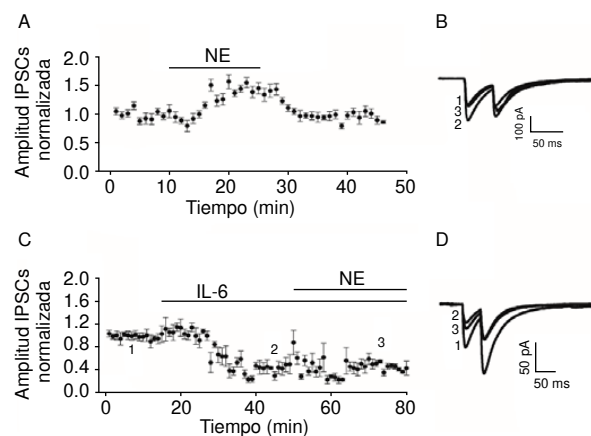 A
NE
Amplitud IPSCs
normalizada
2.0
1.5
1.0
0.5
0.0
0 10 20 30 40 50
Tiempo (min)
B
1
3
2
100 pA
50 ms
C
IL-6
NE
Amplitud IPSCs
normalizada
2.0
1.6
1.2
0.8
0.4
0.0
1
2
3
0 20 40 60 80
Tiempo (min)
D
2
3
1
50 pA
50 ms